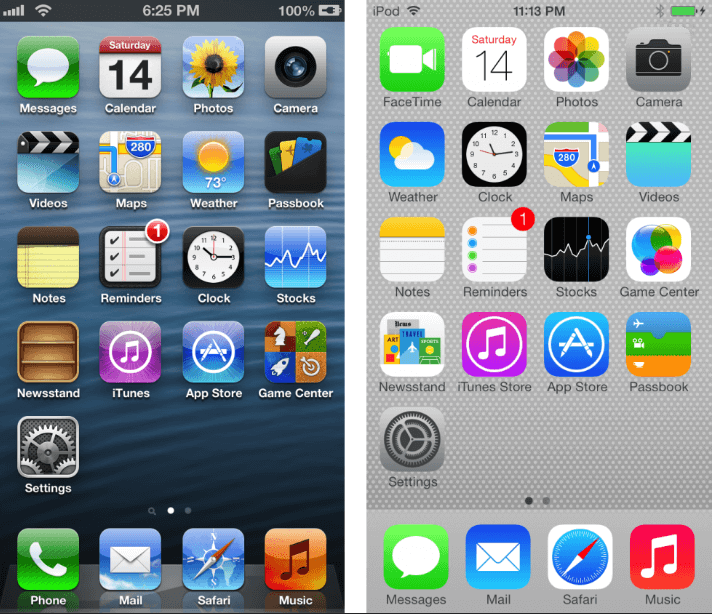 6:25 PM 100%
Saturday
14
Messages Calendar Photos Camera
280
73°
Videos Maps Weather Passbook
1
Notes Reminders Clock Stocks
Newsstand iTunes App Store Game Center
Settings
Phone Mail Safari Music
iPod 11:13 PM
Saturday
14
FaceTime Calendar Photos Camera
280
Weather Clock Maps Videos
1
Notes Reminders Stocks Game Center
ART
SPORTS
Newsstand iTunes Store App Store Passbook
Settings
Messages Mail Safari Music